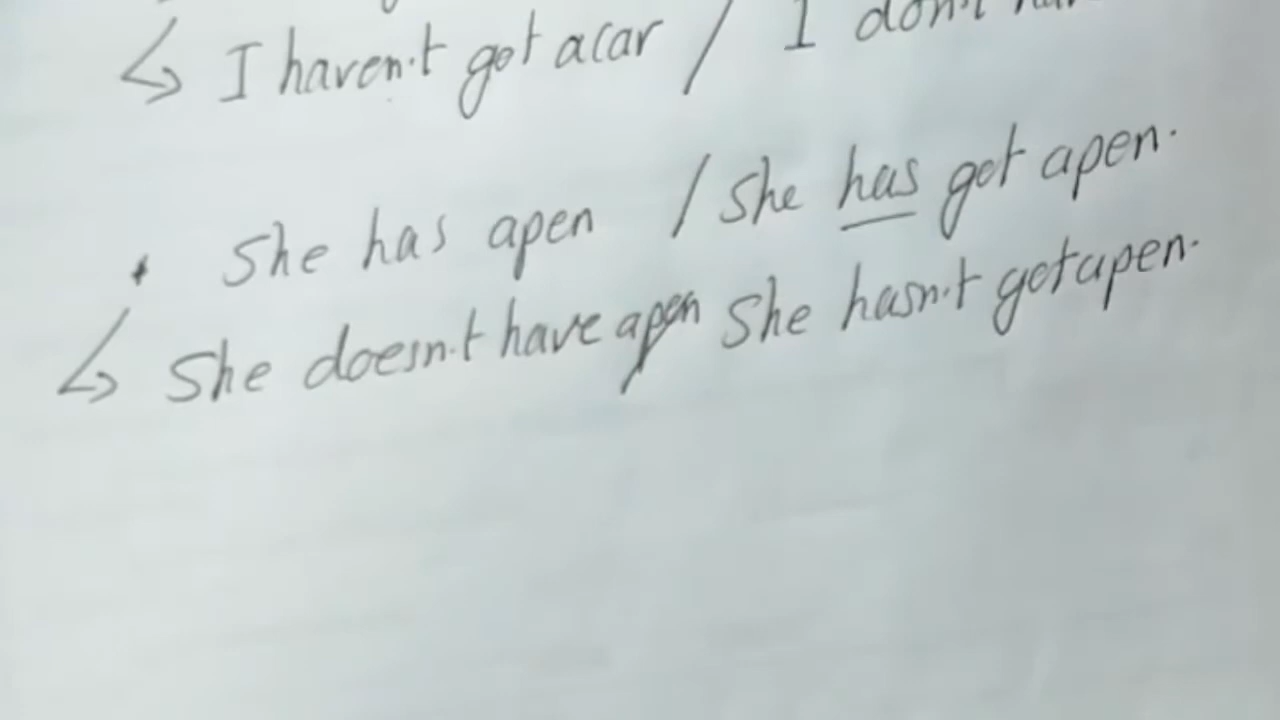 ↳ I haven't got a car / I don't
• She has a pen / She has got a pen.
↳ She doesn't have a pen / She hasn't got a pen.